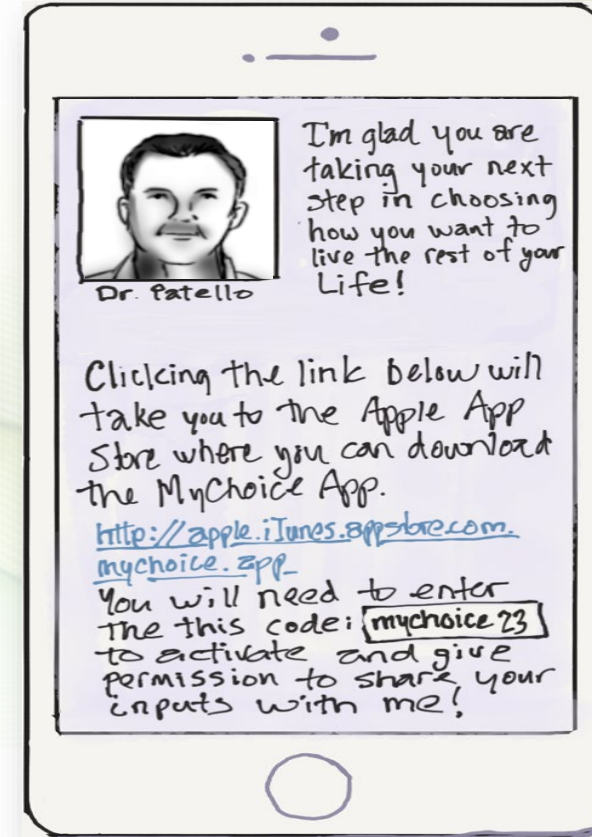 I'm glad you are
taking your next
step in choosing
how you want to
live the rest of your
Life!
Dr. Patello
Clicking the link below will
take you to the Apple App
Store where you can download
the MyChoice App.
http://apple.iTunes.appstore.com.
mychoice.app
You will need to enter
the this code: mychoice 23
to activate and give
permission to share your
inputs with me!